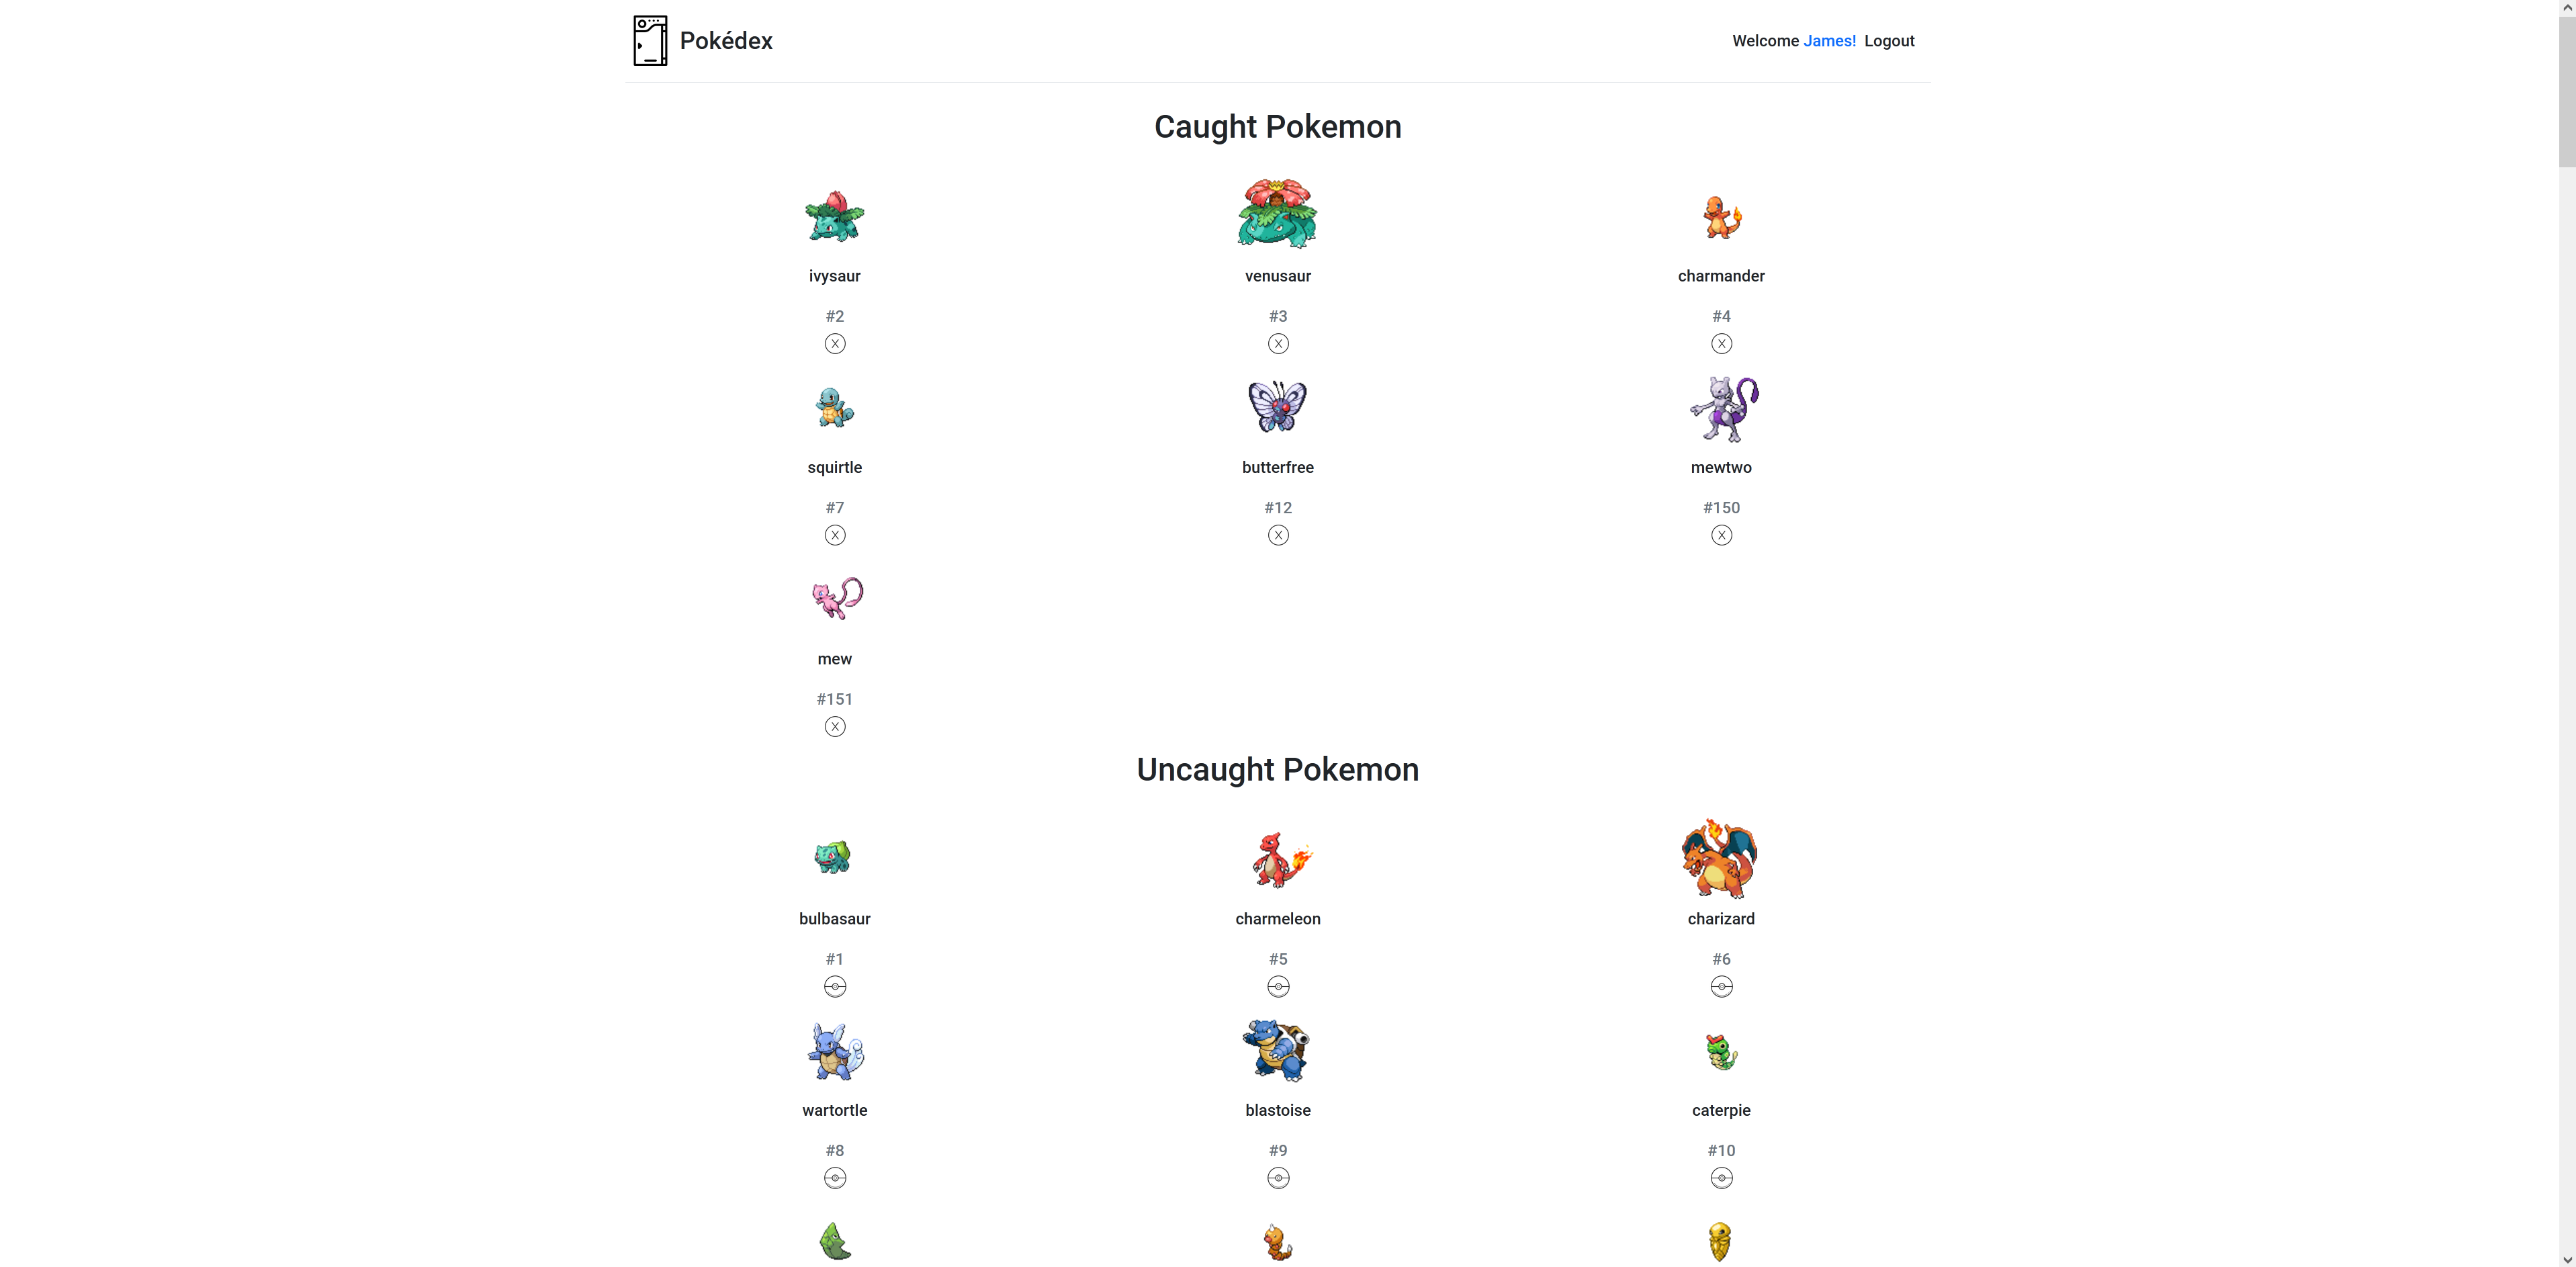 Pokédex
Welcome James! Logout
Caught Pokemon
ivysaur venusaur charmander
#2 #3 #4
X X X
squirtle butterfree mewtwo
#7 #12 #150
X X X
mew
#151
X
Uncaught Pokemon
bulbasaur charmeleon charizard
#1 #5 #6
wartortle blastoise caterpie
#8 #9 #10